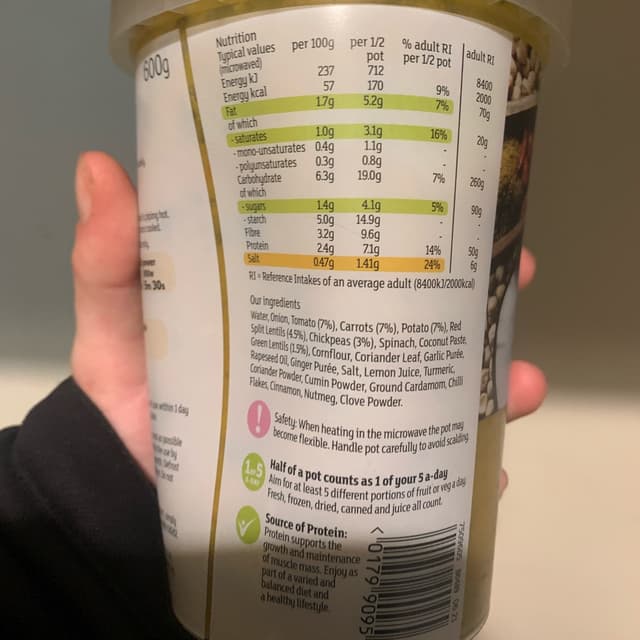 600g
Nutrition
Typical values per 100g per 1/2 % adult RI adult RI
(microwaved) pot per 1/2 pot
Energy kJ 237 712 8400
Energy kcal 57 170 9% 2000
Fat 1.7g 5.2g 7% 70g
of which
- saturates 1.0g 3.1g 16% 20g
- mono-unsaturates 0.4g 1.1g - -
- polyunsaturates 0.3g 0.8g - -
Carbohydrate 6.3g 19.0g 7% 260g
of which
- sugars 1.4g 4.1g 5% 90g
- starch 5.0g 14.9g - -
Fibre 3.2g 9.6g - -
Protein 2.4g 7.1g 14% 50g
Salt 0.47g 1.41g 24% 6g
RI = Reference Intakes of an average adult (8400kJ/2000kcal)
Our ingredients
Water, Onion, Tomato (7%), Carrots (7%), Potato (7%), Red
Split Lentils (4.5%), Chickpeas (3%), Spinach, Coconut Paste,
Green Lentils (1.5%), Cornflour, Coriander Leaf, Garlic Purée,
Rapeseed Oil, Ginger Purée, Salt, Lemon Juice, Turmeric,
Coriander Powder, Cumin Powder, Ground Cardamom, Chilli
Flakes, Cinnamon, Nutmeg, Clove Powder.
Safety: When heating in the microwave the pot may
become flexible. Handle pot carefully to avoid scalding.
Half of a pot counts as 1 of your 5 a-day
Aim for at least 5 different portions of fruit or veg a day.
Fresh, frozen, dried, canned and juice all count.
Source of Protein:
Protein supports the
growth and maintenance
of muscle mass. Enjoy as
part of a varied and
balanced diet and
a healthy lifestyle.
0179 9095